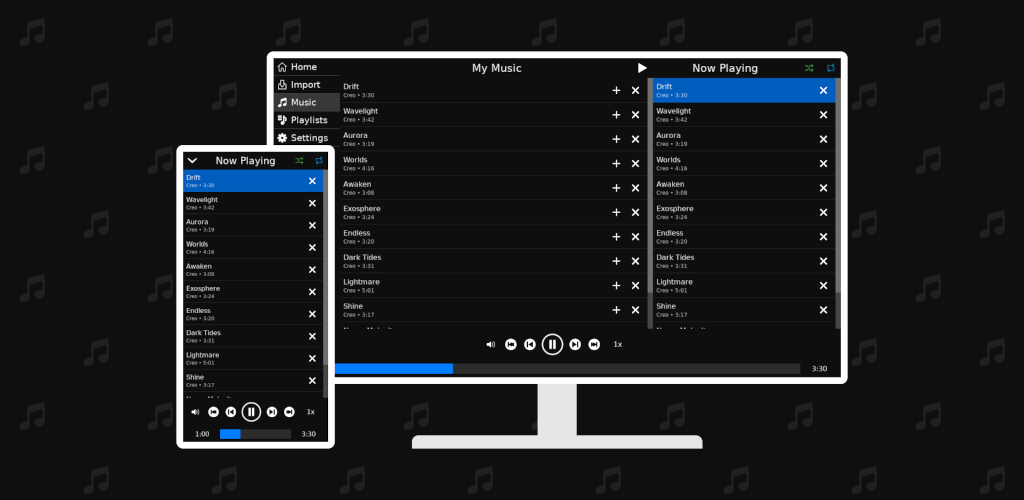 Home
Import
Music
Playlists
Settings
My Music
Drift
Creo • 3:30
Wavelight
Creo • 3:42
Aurora
Creo • 3:19
Worlds
Creo • 4:16
Awaken
Creo • 3:08
Exosphere
Creo • 3:24
Endless
Creo • 3:20
Dark Tides
Creo • 3:31
Lightmare
Creo • 5:01
Shine
Creo • 3:17
Now Playing
Drift
Creo • 3:30
Wavelight
Creo • 3:42
Aurora
Creo • 3:19
Worlds
Creo • 4:16
Awaken
Creo • 3:08
Exosphere
Creo • 3:24
Endless
Creo • 3:20
Dark Tides
Creo • 3:31
Lightmare
Creo • 5:01
Shine
Creo • 3:17
1x
3:30
Now Playing
Drift
Creo • 3:30
Wavelight
Creo • 3:42
Aurora
Creo • 3:19
Worlds
Creo • 4:16
Awaken
Creo • 3:08
Exosphere
Creo • 3:24
Endless
Creo • 3:20
Dark Tides
Creo • 3:31
Lightmare
Creo • 5:01
Shine
Creo • 3:17
1x
1:00
3:30